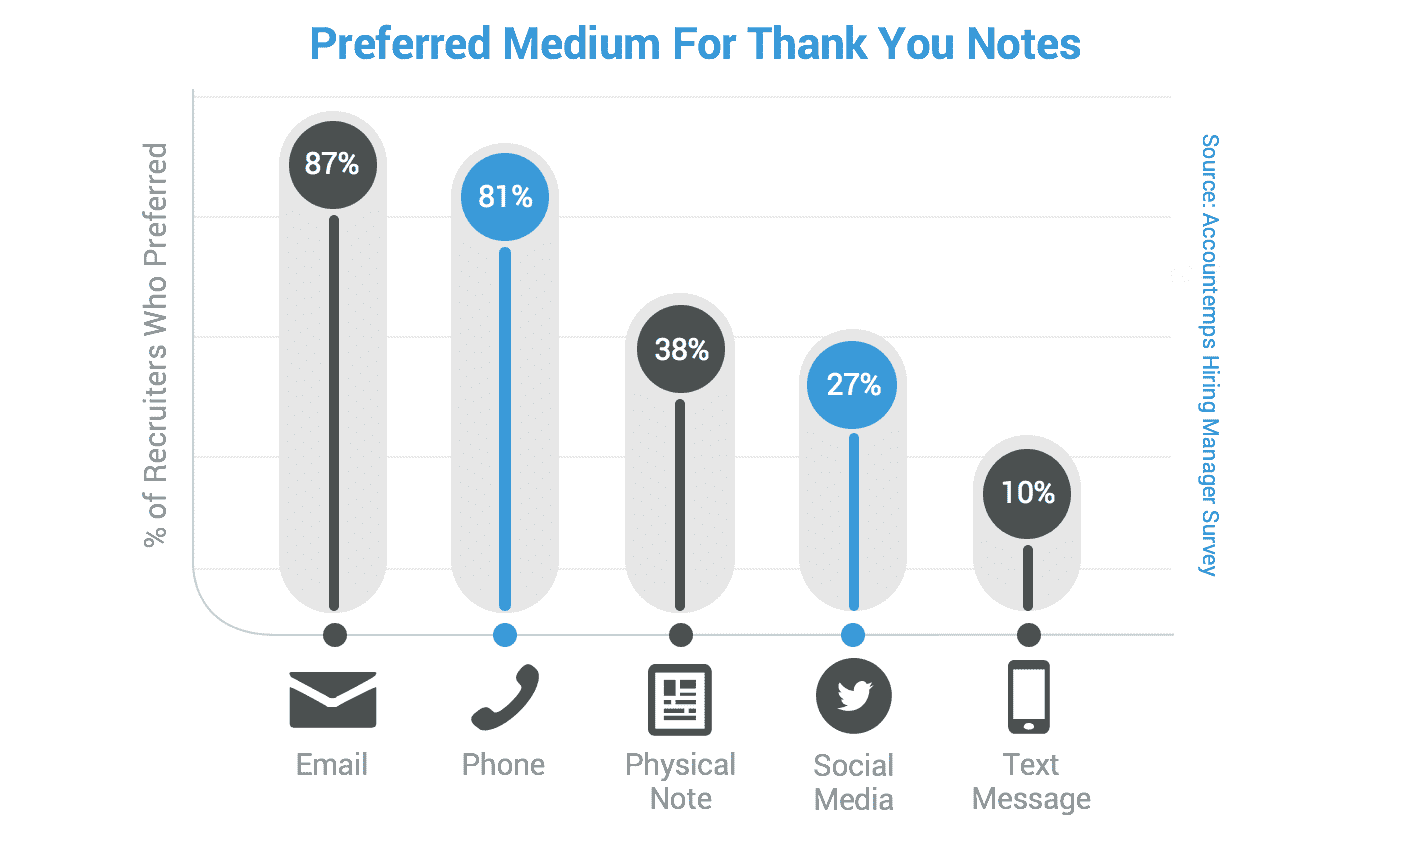 Preferred Medium For Thank You Notes
% of Recruiters Who Preferred
87%
81%
38%
27%
10%
Source: Accountemps Hiring Manager Survey
Email
Phone
Physical
Note
Social
Media
Text
Message